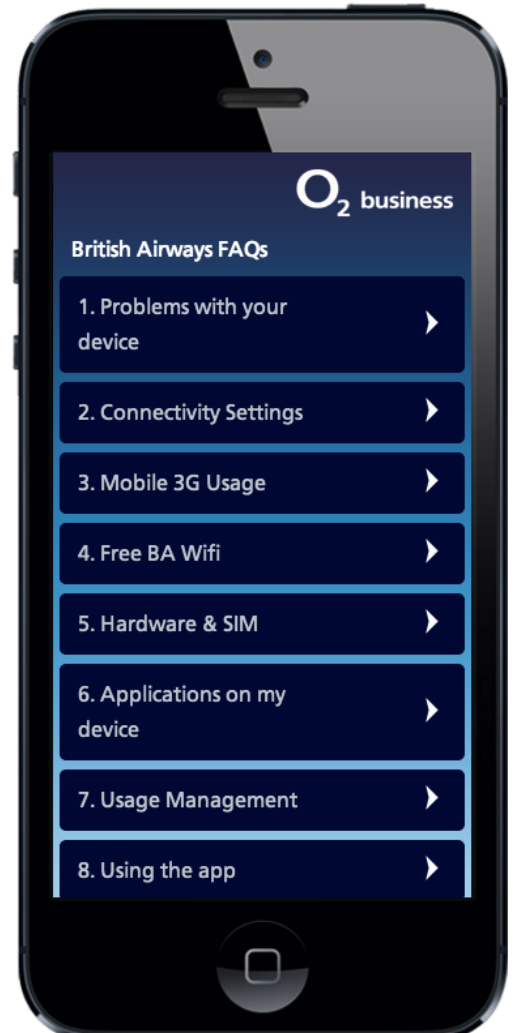 O2 business
British Airways FAQs
1. Problems with your
device
2. Connectivity Settings
3. Mobile 3G Usage
4. Free BA Wifi
5. Hardware & SIM
6. Applications on my
device
7. Usage Management
8. Using the app